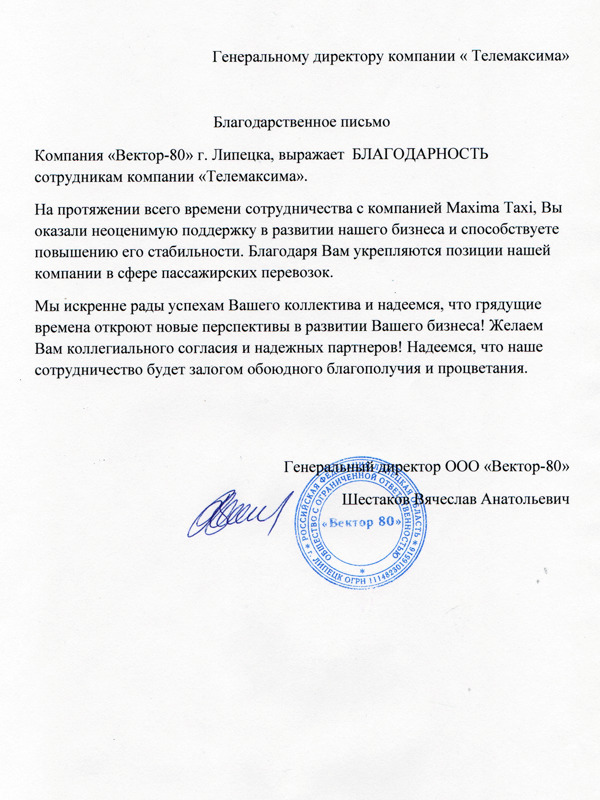 Генеральному директору компании « Телемаксима»
Благодарственное письмо
Компания «Вектор-80» г. Липецка, выражает БЛАГОДАРНОСТЬ
сотрудникам компании «Телемаксима».
На протяжении всего времени сотрудничества с компанией Maxima Taxi, Вы
оказали неоценимую поддержку в развитии нашего бизнеса и способствуете
повышению его стабильности. Благодаря Вам укрепляются позиции нашей
компании в сфере пассажирских перевозок.
Мы искренне рады успехам Вашего коллектива и надеемся, что грядущие
времена откроют новые перспективы в развитии Вашего бизнеса! Желаем
Вам коллегиального согласия и надежных партнеров! Надеемся, что наше
сотрудничество будет залогом обоюдного благополучия и процветания.
Генеральный директор ООО «Вектор-80»
Шестаков Вячеслав Анатольевич
РОССИЙСКАЯ ФЕДЕРАЦИЯ ЛИПЕЦКАЯ ОБЛАСТЬ
г. ЛИПЕЦК ОГРН
ОБЩЕСТВО С ОГРАНИЧЕННОЙ ОТВЕТСТВЕННОСТЬЮ
«Вектор 80»